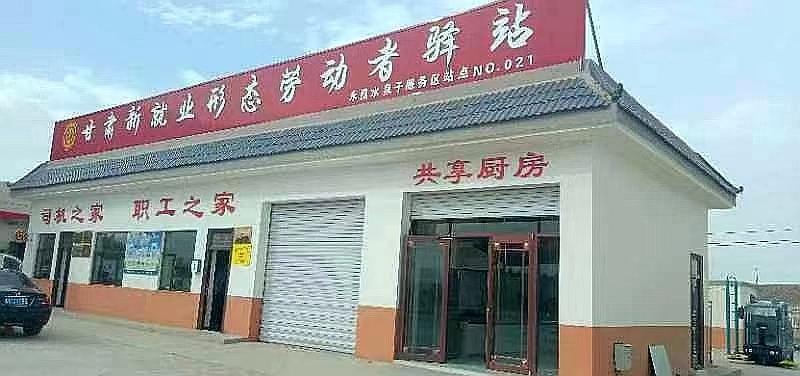 甘肃新就业形态劳动者驿站
永昌水泉子服务区站点NO.021
司机之家 职工之家
共享厨房